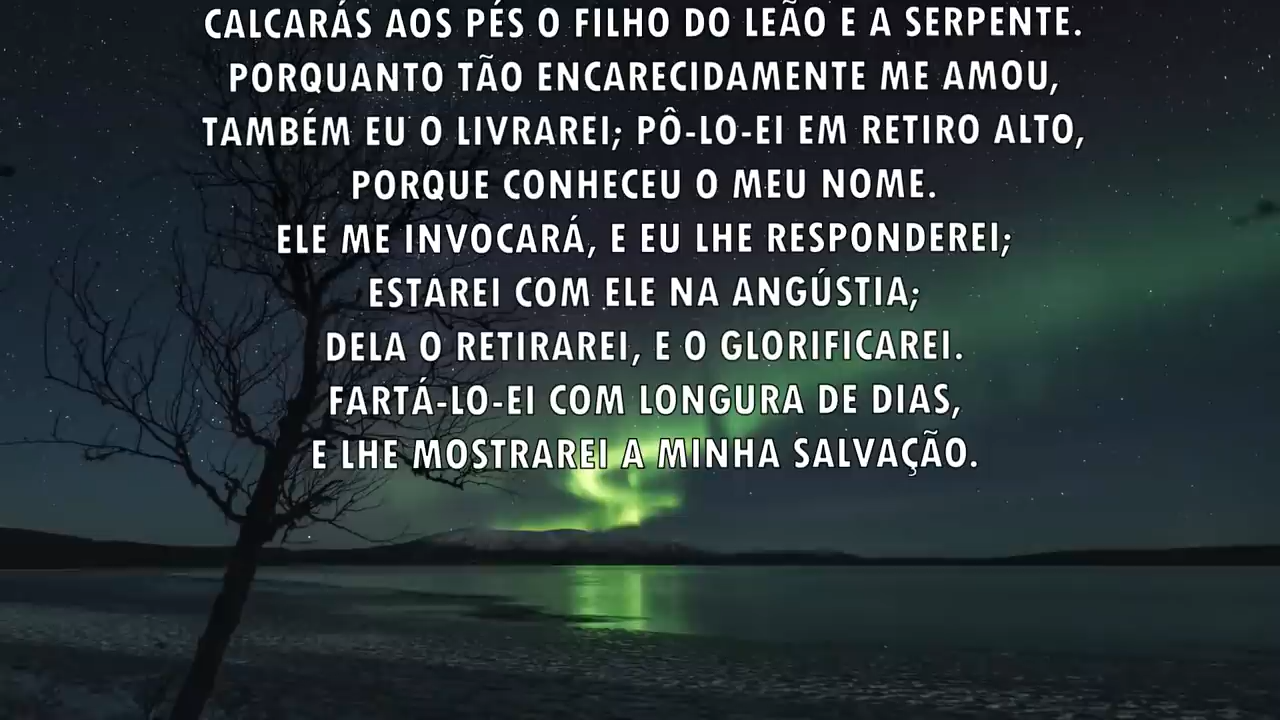 CALCARÁS AOS PÉS O FILHO DO LEÃO E A SERPENTE.
PORQUANTO TÃO ENCARECIDAMENTE ME AMOU,
TAMBÉM EU O LIVRAREI; PÔ-LO-EI EM RETIRO ALTO,
PORQUE CONHECEU O MEU NOME.
ELE ME INVOCARÁ, E EU LHE RESPONDEREI;
ESTAREI COM ELE NA ANGÚSTIA;
DELA O RETIRAREI, E O GLORIFICAREI.
FARTÁ-LO-EI COM LONGURA DE DIAS,
E LHE MOSTRAREI A MINHA SALVAÇÃO.